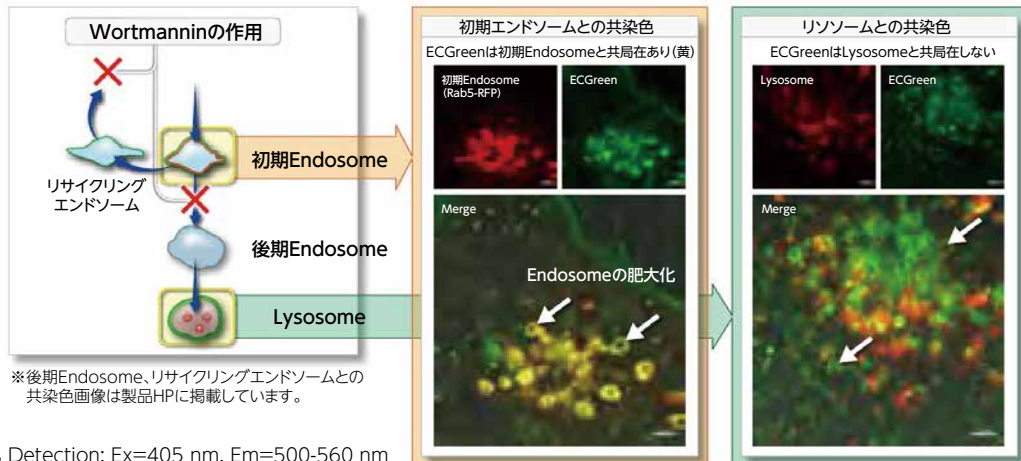 Wortmanninの作用
初期Endosome
リサイクリング
エンドソーム
後期Endosome
Lysosome
※後期Endosome、リサイクリングエンドソームとの
共染色画像は製品HPに掲載しています。
Detection: Ex=405 nm, Em=500-560 nm
初期エンドソームとの共染色
ECGreenは初期Endosomeと共局在あり(黄)
初期Endosome
(Rab5-RFP)
ECGreen
Merge
Endosomeの肥大化
リソソームとの共染色
ECGreenはLysosomeと共局在しない
Lysosome
ECGreen
Merge